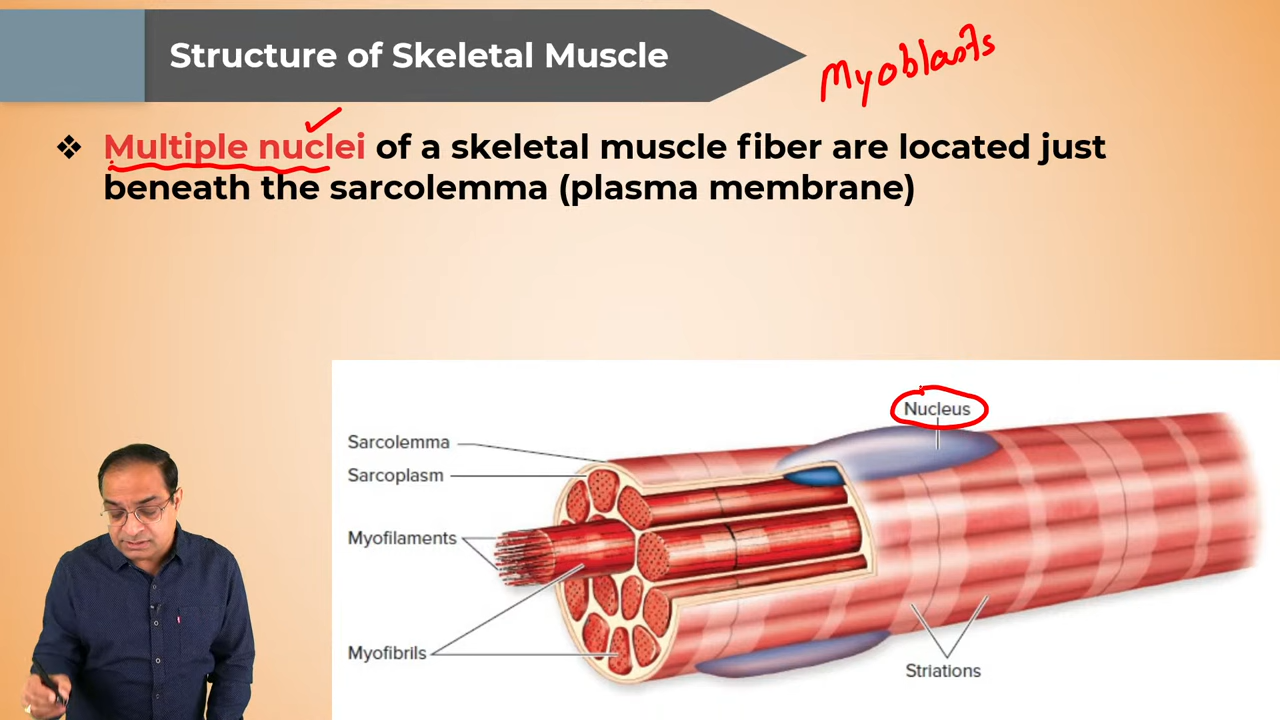 Structure of Skeletal Muscle
Myoblasts
❖ Multiple nuclei of a skeletal muscle fiber are located just
beneath the sarcolemma (plasma membrane)
Nucleus
Sarcolemma
Sarcoplasm
Myofilaments
Myofibrils
Striations